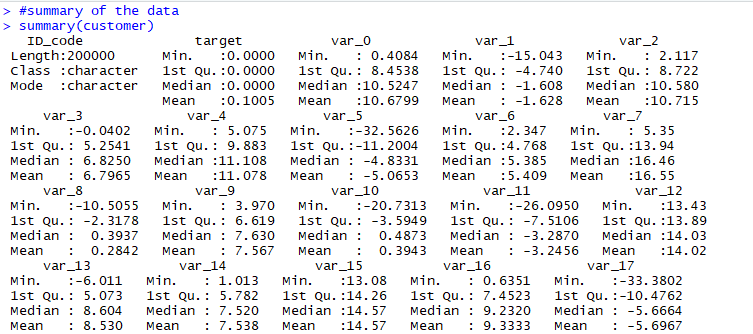 > #summary of the data
> summary(customer)
ID_code target var_0 var_1 var_2
Length:200000 Min. :0.0000 Min. : 0.4084 Min. :-15.043 Min. : 2.117
Class :character 1st Qu.:0.0000 1st Qu.: 8.4538 1st Qu.: -4.740 1st Qu.: 8.722
Mode :character Median :0.0000 Median :10.5247 Median : -1.608 Median :10.580
Mean :0.1005 Mean :10.6799 Mean : -1.628 Mean :10.715
var_3 var_4 var_5 var_6 var_7
Min. :-0.0402 Min. : 5.075 Min. :-32.5626 Min. :2.347 Min. : 5.35
1st Qu.: 5.2541 1st Qu.: 9.883 1st Qu.:-11.2004 1st Qu.:4.768 1st Qu.:13.94
Median : 6.8250 Median :11.108 Median : -4.8331 Median :5.385 Median :16.46
Mean : 6.7965 Mean :11.078 Mean : -5.0653 Mean :5.409 Mean :16.55
var_8 var_9 var_10 var_11 var_12
Min. :-10.5055 Min. : 3.970 Min. :-20.7313 Min. :-26.0950 Min. :13.43
1st Qu.: -2.3178 1st Qu.: 6.619 1st Qu.: -3.5949 1st Qu.: -7.5106 1st Qu.:13.89
Median : 0.3937 Median : 7.630 Median : 0.4873 Median : -3.2870 Median :14.03
Mean : 0.2842 Mean : 7.567 Mean : 0.3943 Mean : -3.2456 Mean :14.02
var_13 var_14 var_15 var_16 var_17
Min. :-6.011 Min. : 1.013 Min. :13.08 Min. : 0.6351 Min. :-33.3802
1st Qu.: 5.073 1st Qu.: 5.782 1st Qu.:14.26 1st Qu.: 7.4523 1st Qu.:-10.4762
Median : 8.604 Median : 7.520 Median :14.57 Median : 9.2320 Median : -5.6664
Mean : 8.530 Mean : 7.538 Mean :14.57 Mean : 9.3333 Mean : -5.6967